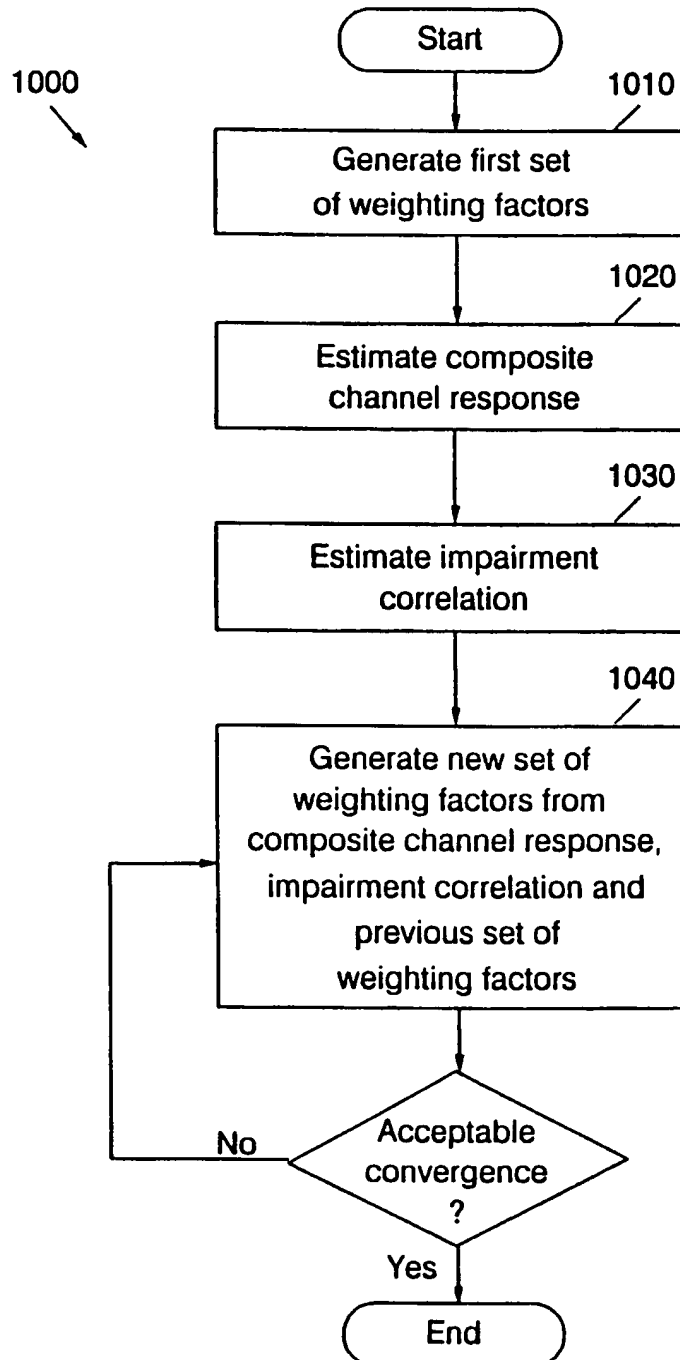 Start
1000
1010
Generate first set
of weighting factors
1020
Estimate composite
channel response
1030
Estimate impairment
correlation
1040
Generate new set of
weighting factors from
composite channel response,
impairment correlation and
previous set of
weighting factors
No
Acceptable
convergence
?
Yes
End